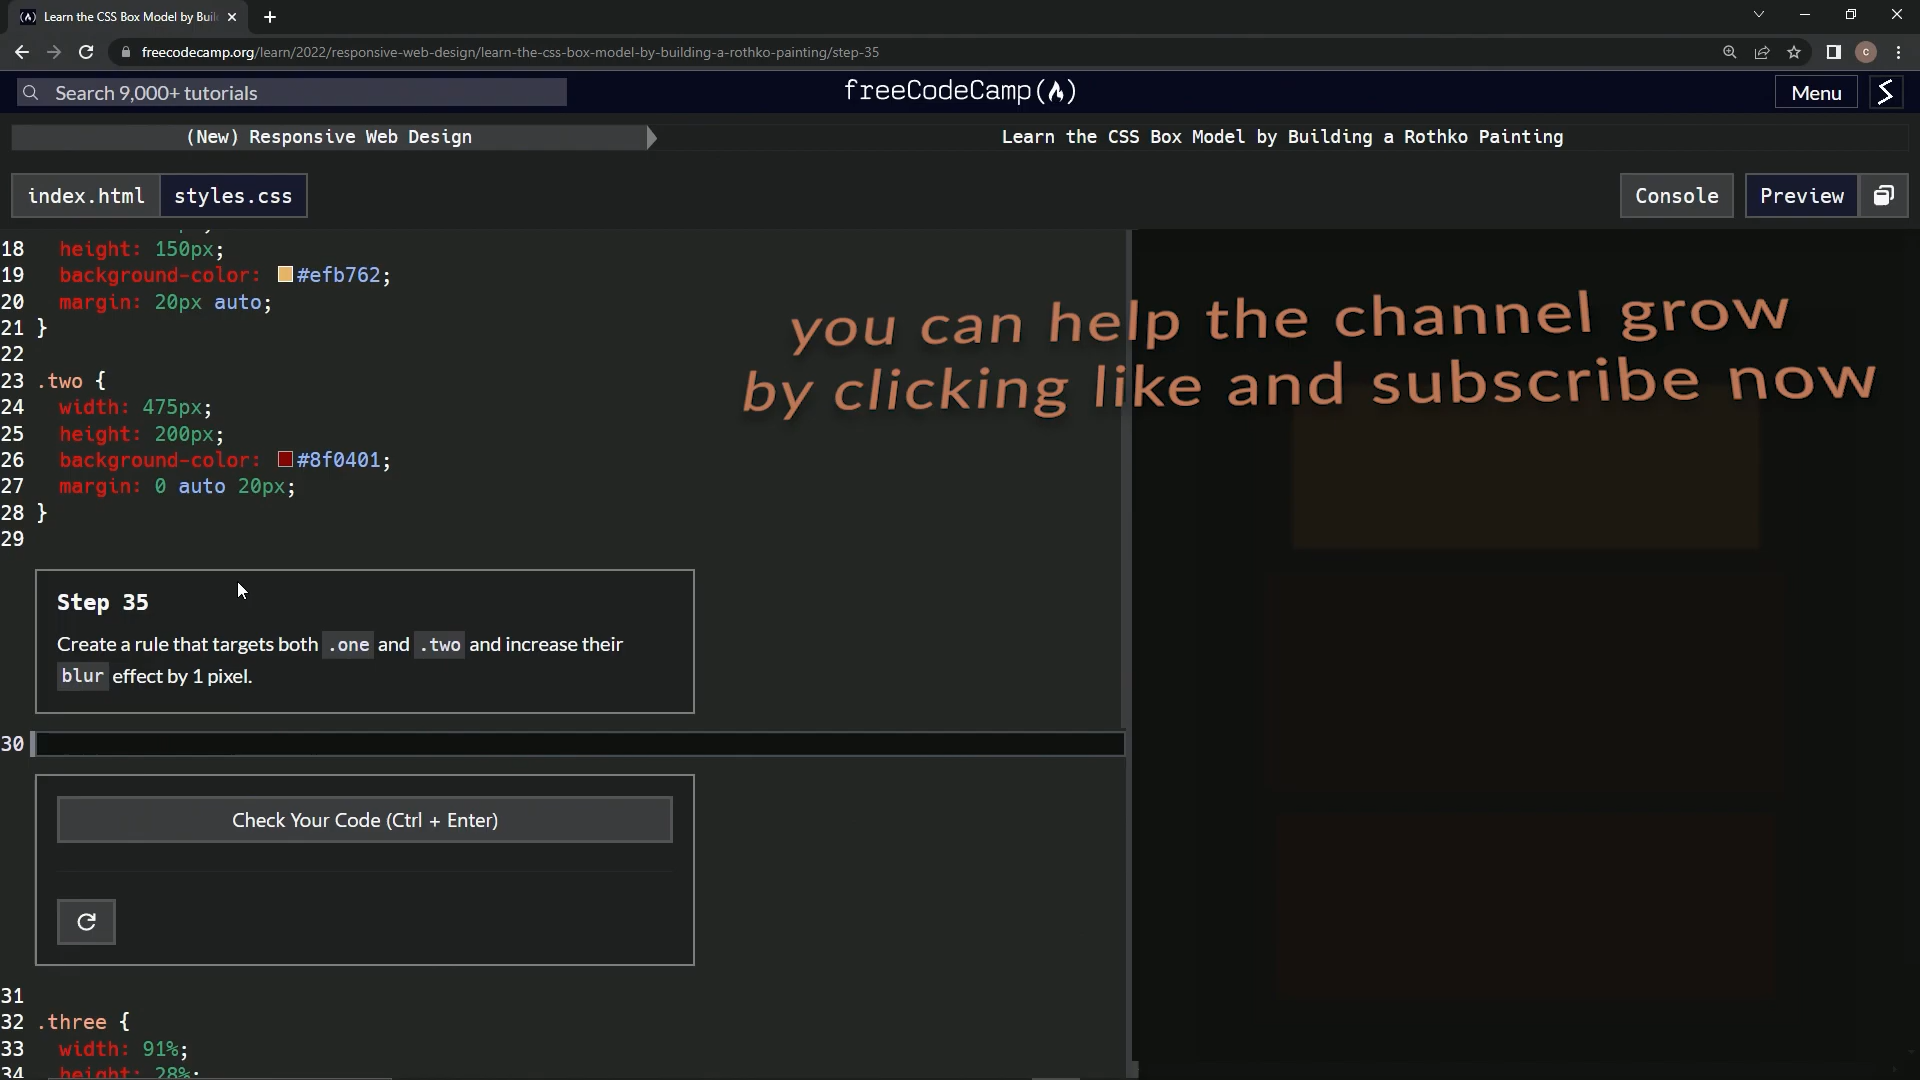 Learn the CSS Box Model by Buil
freecodecamp.org/learn/2022/responsive-web-design/learn-the-css-box-model-by-building-a-rothko-painting/step-35
c
Search 9,000+ tutorials
freeCodeCamp(🔥)
Menu
(New) Responsive Web Design
Learn the CSS Box Model by Building a Rothko Painting
index.html
styles.css
Console
Preview
18 height: 150px;
19 background-color: #efb762;
20 margin: 20px auto;
21 }
22
23 .two {
24 width: 475px;
25 height: 200px;
26 background-color: #8f0401;
27 margin: 0 auto 20px;
28 }
29
you can help the channel grow
by clicking like and subscribe now
Step 35
Create a rule that targets both .one and .two and increase their
blur effect by 1 pixel.
30
Check Your Code (Ctrl + Enter)
31
32 .three {
33 width: 91%;
34 height: 28%;